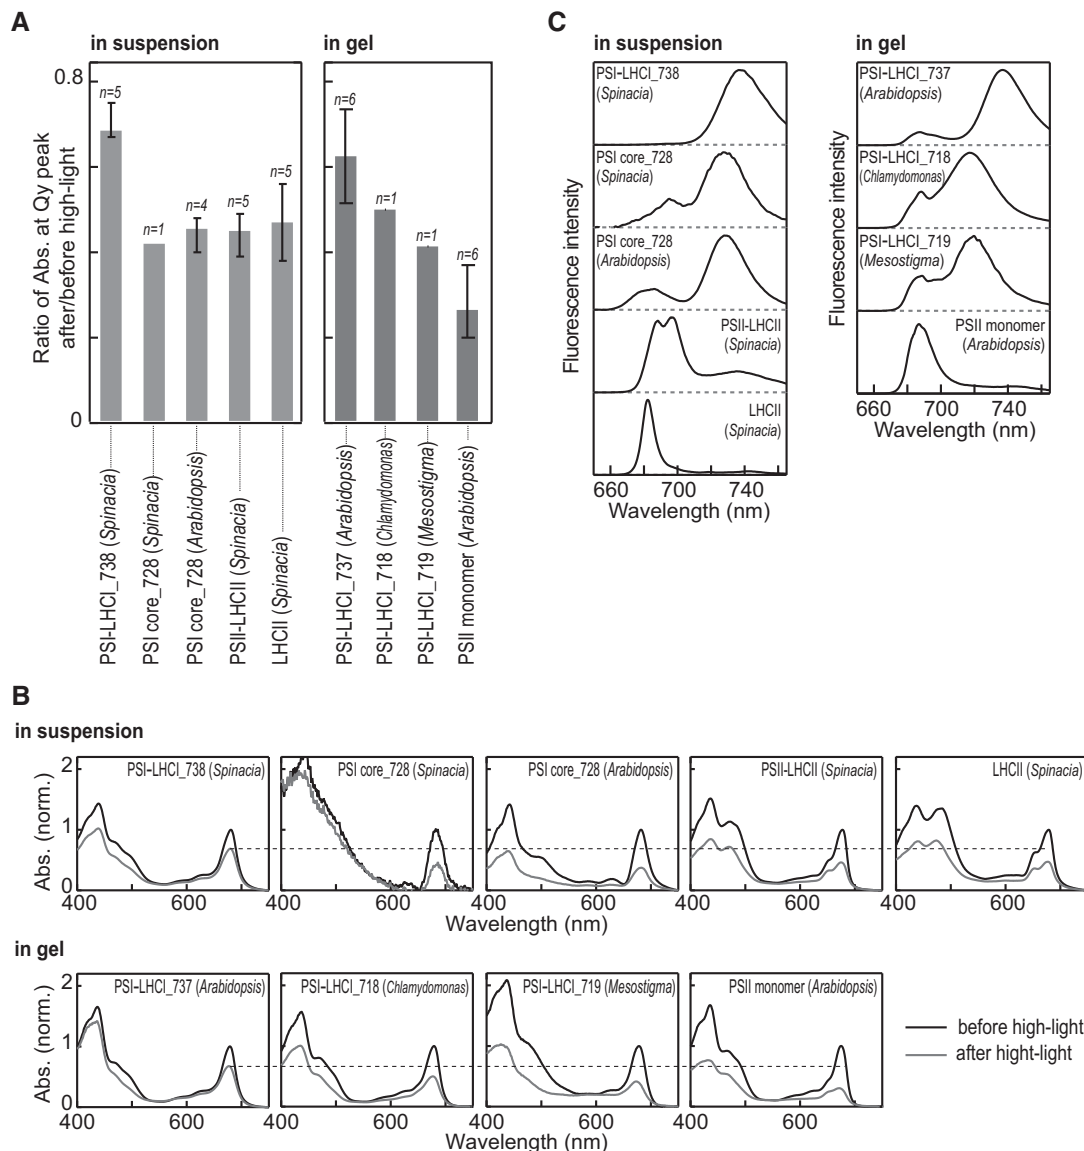 A
in suspension
in gel
Ratio of Abs. at Qy peak
after/before high-light
0.8
0
n=5
n=1
n=4
n=5
n=5
n=6
n=1
n=1
n=6
PSI-LHCI_738 (Spinacia)
PSI core_728 (Spinacia)
PSI core_728 (Arabidopsis)
PSII-LHCII (Spinacia)
LHCII (Spinacia)
PSI-LHCI_737 (Arabidopsis)
PSI-LHCI_718 (Chlamydomonas)
PSI-LHCI_719 (Mesostigma)
PSII monomer (Arabidopsis)
C
in suspension
Fluorescence intensity
PSI-LHCI_738
(Spinacia)
PSI core_728
(Spinacia)
PSI core_728
(Arabidopsis)
PSII-LHCII
(Spinacia)
LHCII
(Spinacia)
660 700 740
Wavelength (nm)
in gel
Fluorescence intensity
PSI-LHCI_737
(Arabidopsis)
PSI-LHCI_718
(Chlamydomonas)
PSI-LHCI_719
(Mesostigma)
PSII monomer
(Arabidopsis)
660 700 740
Wavelength (nm)
B
in suspension
Abs. (norm.)
2
1
0
PSI-LHCI_738 (Spinacia)
PSI core_728 (Spinacia)
PSI core_728 (Arabidopsis)
PSII-LHCII (Spinacia)
LHCII (Spinacia)
400 600 400 600 400 600 400 600 400 600
Wavelength (nm)
in gel
Abs. (norm.)
2
1
0
PSI-LHCI_737 (Arabidopsis)
PSI-LHCI_718 (Chlamydomonas)
PSI-LHCI_719 (Mesostigma)
PSII monomer (Arabidopsis)
400 600 400 600 400 600 400 600
Wavelength (nm)
before high-light
after hight-light